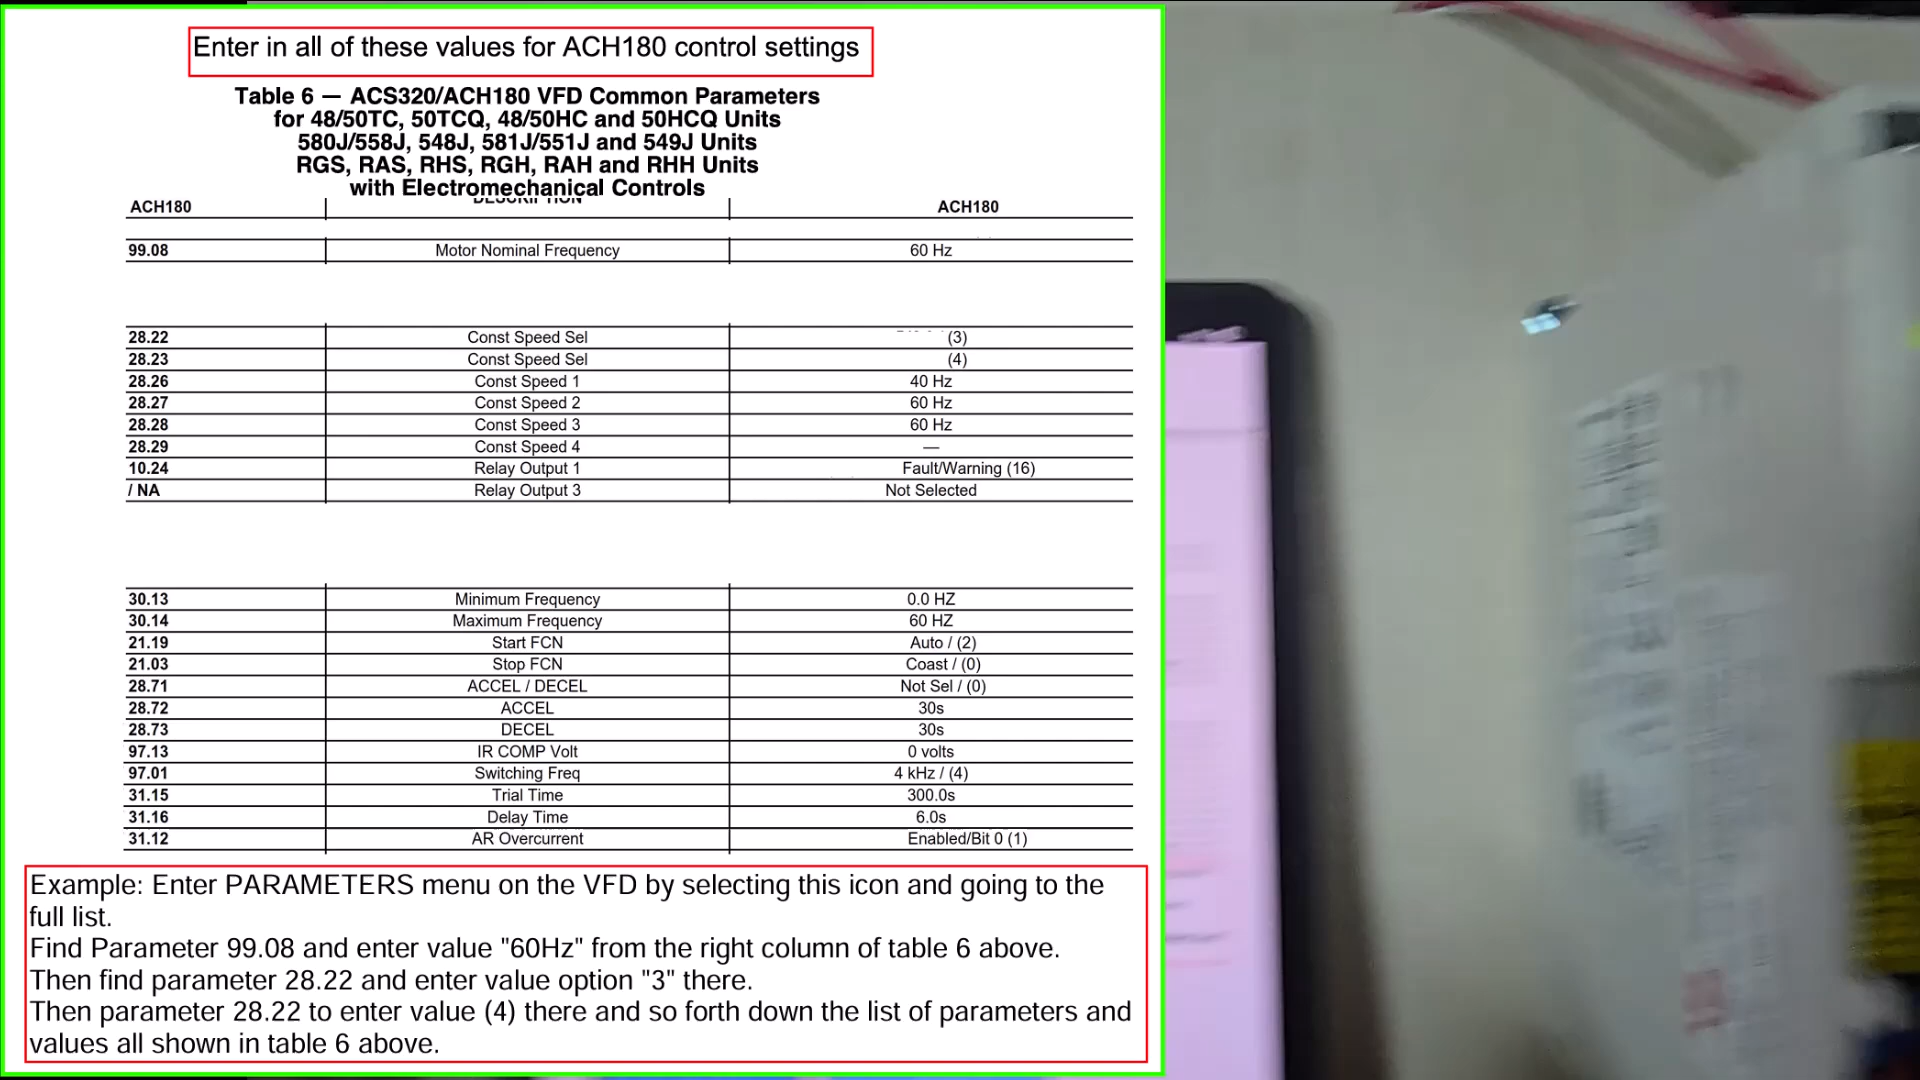 Enter in all of these values for ACH180 control settings
Table 6 — ACS320/ACH180 VFD Common Parameters
for 48/50TC, 50TCQ, 48/50HC and 50HCQ Units
580J/558J, 548J, 581J/551J and 549J Units
RGS, RAS, RHS, RGH, RAH and RHH Units
with Electromechanical Controls
ACH180 DESCRIPTION ACH180
99.08 Motor Nominal Frequency 60 Hz
28.22 Const Speed Sel (3)
28.23 Const Speed Sel (4)
28.26 Const Speed 1 40 Hz
28.27 Const Speed 2 60 Hz
28.28 Const Speed 3 60 Hz
28.29 Const Speed 4 —
10.24 Relay Output 1 Fault/Warning (16)
/ NA Relay Output 3 Not Selected
30.13 Minimum Frequency 0.0 HZ
30.14 Maximum Frequency 60 HZ
21.19 Start FCN Auto / (2)
21.03 Stop FCN Coast / (0)
28.71 ACCEL / DECEL Not Sel / (0)
28.72 ACCEL 30s
28.73 DECEL 30s
97.13 IR COMP Volt 0 volts
97.01 Switching Freq 4 kHz / (4)
31.15 Trial Time 300.0s
31.16 Delay Time 6.0s
31.12 AR Overcurrent Enabled/Bit 0 (1)
Example: Enter PARAMETERS menu on the VFD by selecting this icon and going to the
full list.
Find Parameter 99.08 and enter value "60Hz" from the right column of table 6 above.
Then find parameter 28.22 and enter value option "3" there.
Then parameter 28.22 to enter value (4) there and so forth down the list of parameters and
values all shown in table 6 above.